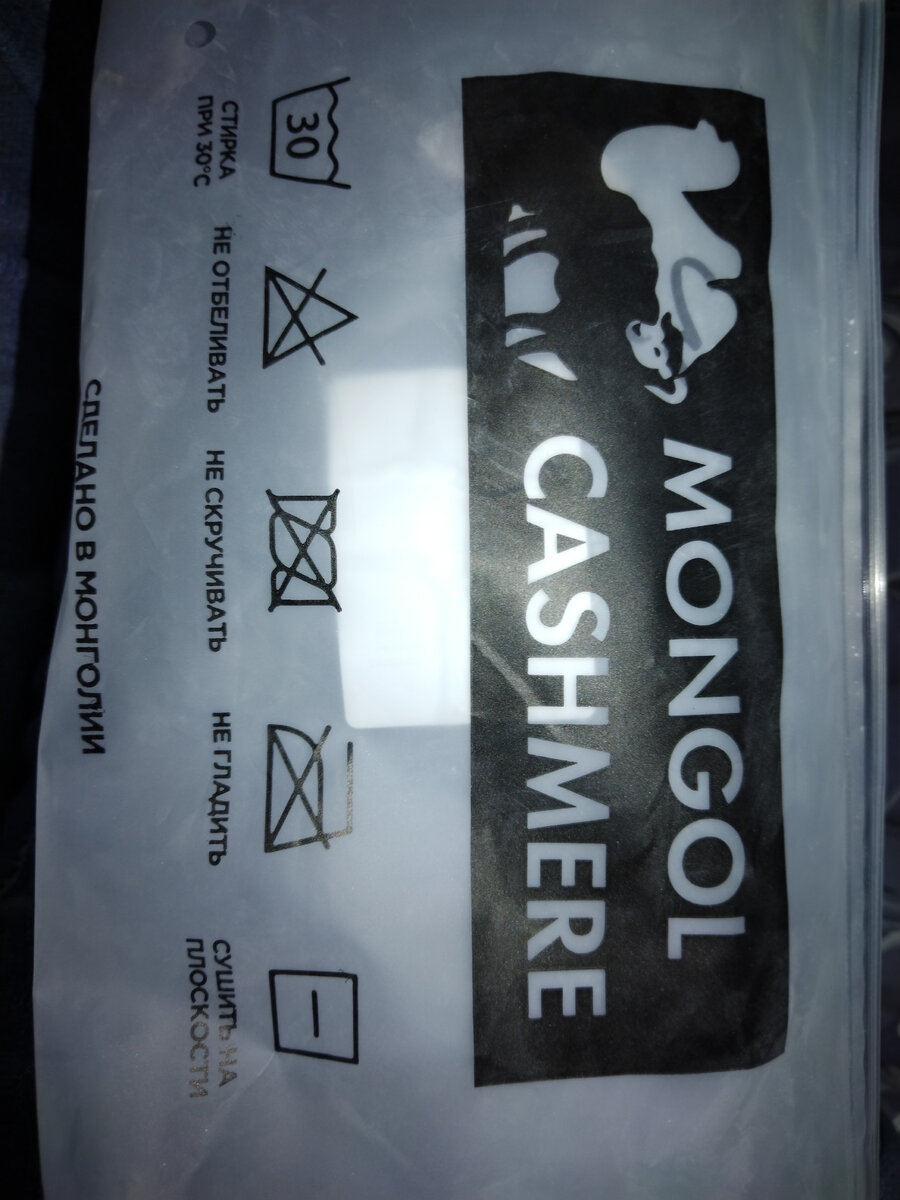 MONGOL
CASHMERE
30
СТИРКА
ПРИ 30°С
НЕ ОТБЕЛИВАТЬ
НЕ СКРУЧИВАТЬ
НЕ ГЛАДИТЬ
СУШИТЬ НА
ПЛОСКОСТИ
СДЕЛАНО В МОНГОЛИИ